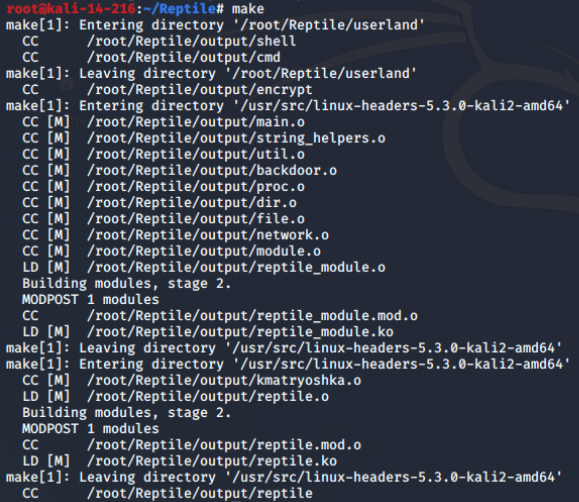 root@kali-14-216:~/Reptile# make
make[1]: Entering directory '/root/Reptile/userland'
  CC      /root/Reptile/output/shell
  CC      /root/Reptile/output/cmd
make[1]: Leaving directory '/root/Reptile/userland'
  CC      /root/Reptile/output/encrypt
make[1]: Entering directory '/usr/src/linux-headers-5.3.0-kali2-amd64'
  CC [M]  /root/Reptile/output/main.o
  CC [M]  /root/Reptile/output/string_helpers.o
  CC [M]  /root/Reptile/output/util.o
  CC [M]  /root/Reptile/output/backdoor.o
  CC [M]  /root/Reptile/output/proc.o
  CC [M]  /root/Reptile/output/dir.o
  CC [M]  /root/Reptile/output/file.o
  CC [M]  /root/Reptile/output/network.o
  CC [M]  /root/Reptile/output/module.o
  LD [M]  /root/Reptile/output/reptile_module.o
  Building modules, stage 2.
  MODPOST 1 modules
  CC      /root/Reptile/output/reptile_module.mod.o
  LD [M]  /root/Reptile/output/reptile_module.ko
make[1]: Leaving directory '/usr/src/linux-headers-5.3.0-kali2-amd64'
make[1]: Entering directory '/usr/src/linux-headers-5.3.0-kali2-amd64'
  CC [M]  /root/Reptile/output/kmatryoshka.o
  LD [M]  /root/Reptile/output/reptile.o
  Building modules, stage 2.
  MODPOST 1 modules
  CC      /root/Reptile/output/reptile.mod.o
  LD [M]  /root/Reptile/output/reptile.ko
make[1]: Leaving directory '/usr/src/linux-headers-5.3.0-kali2-amd64'
  CC      /root/Reptile/output/reptile